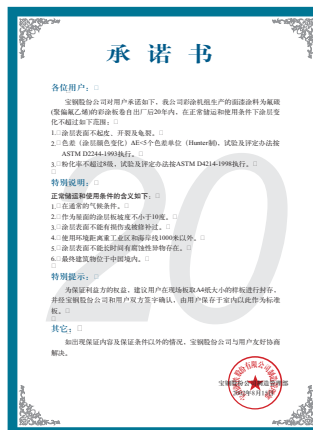 承诺书
各位用户：
宝钢股份公司对用户承诺如下，我公司彩涂机组生产的面漆涂料为氟碳
(聚偏氟乙烯)的彩涂板卷自出厂后20年内，在正常储运和使用条件下涂层变
化不超过如下范围：
1. 涂层表面不起皮、开裂及龟裂。
2. 色差（涂层颜色变化）AE<5个色差单位（Hunter制)，试验及评定办法按
ASTM D2244-1993执行。
3. 粉化率不超过8级，试验及评定办法按ASTM D4214-1998执行。
特别说明：
正常储运和使用条件的含义如下：
1. 在通常的气候条件。
2. 作为屋面的涂层板坡度不小于10度。
3. 涂层表面不能有损伤或被修补过。
4. 使用环境距离重工业区和海岸线1000米以外。
5. 涂层表面不能长时间有腐蚀性异物存在。
6. 最终建筑物位于中国境内。
特别提示：
为保证利益方的权益，建议用户在现场板取A4纸大小的样板进行封存，
并经宝钢股份公司和用户双方签字确认，由用户保存于室内以此作为标准
板。
其它：
如出现保证内容及保证条件以外的情况，宝钢股份公司与用户友好协商
解决。
20